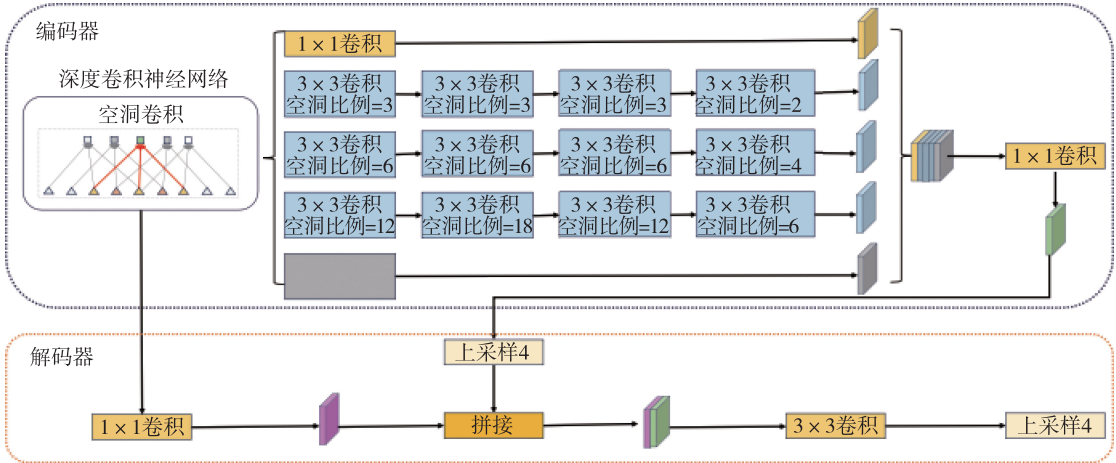 编码器
深度卷积神经网络
空洞卷积
1×1卷积
3×3卷积
空洞比例=3
3×3卷积
空洞比例=3
3×3卷积
空洞比例=3
3×3卷积
空洞比例=2
3×3卷积
空洞比例=6
3×3卷积
空洞比例=6
3×3卷积
空洞比例=6
3×3卷积
空洞比例=4
3×3卷积
空洞比例=12
3×3卷积
空洞比例=18
3×3卷积
空洞比例=12
3×3卷积
空洞比例=6
1×1卷积
解码器
上采样4
1×1卷积
拼接
3×3卷积
上采样4